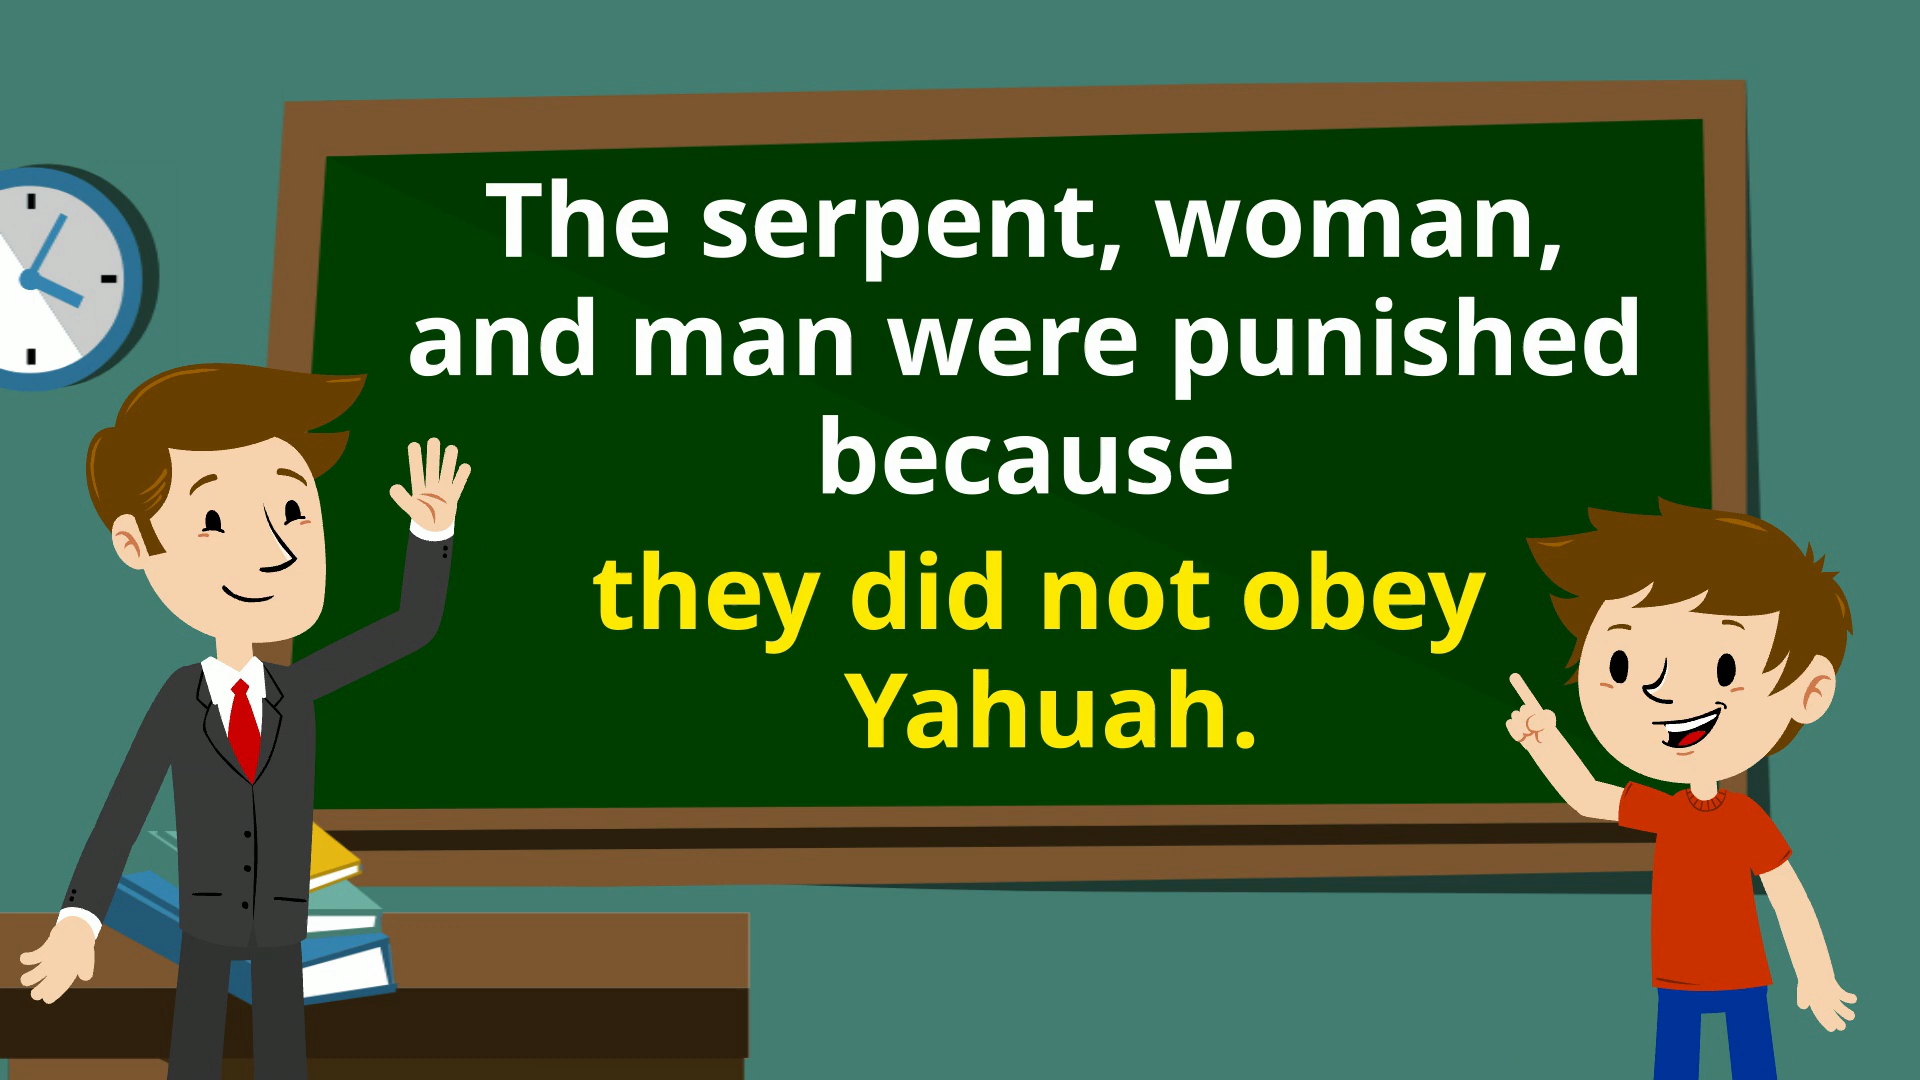 The serpent, woman,
and man were punished
because
they did not obey
Yahuah.